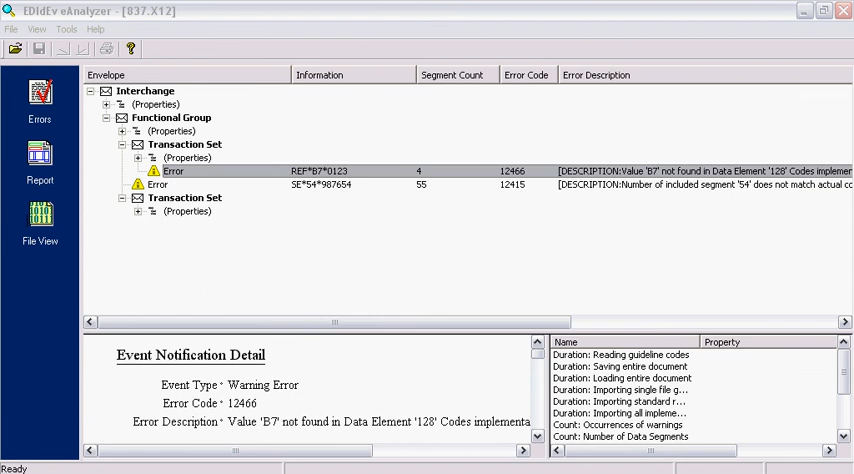 EDIdEv eAnalyzer - [837.X12]
File View Tools Help
Envelope Information Segment Count Error Code Error Description
Interchange
(Properties)
Functional Group
(Properties)
Transaction Set
(Properties)
Error REF*B7*0123 4 12466 [DESCRIPTION:Value 'B7' not found in Data Element '128' Codes implemen
Error SE*54*987654 55 12415 [DESCRIPTION:Number of included segment '54' does not match actual co
Transaction Set
(Properties)
Errors
Report
File View
Event Notification Detail
Event Type * Warning Error
Error Code * 12466
Error Description * Value 'B7' not found in Data Element '128' Codes implementa
Name Property
Duration: Reading guideline codes
Duration: Saving entire document
Duration: Loading entire document
Duration: Importing single file g...
Duration: Importing standard r...
Duration: Importing all impleme...
Count: Occurrences of warnings
Count: Number of Data Segments
Ready